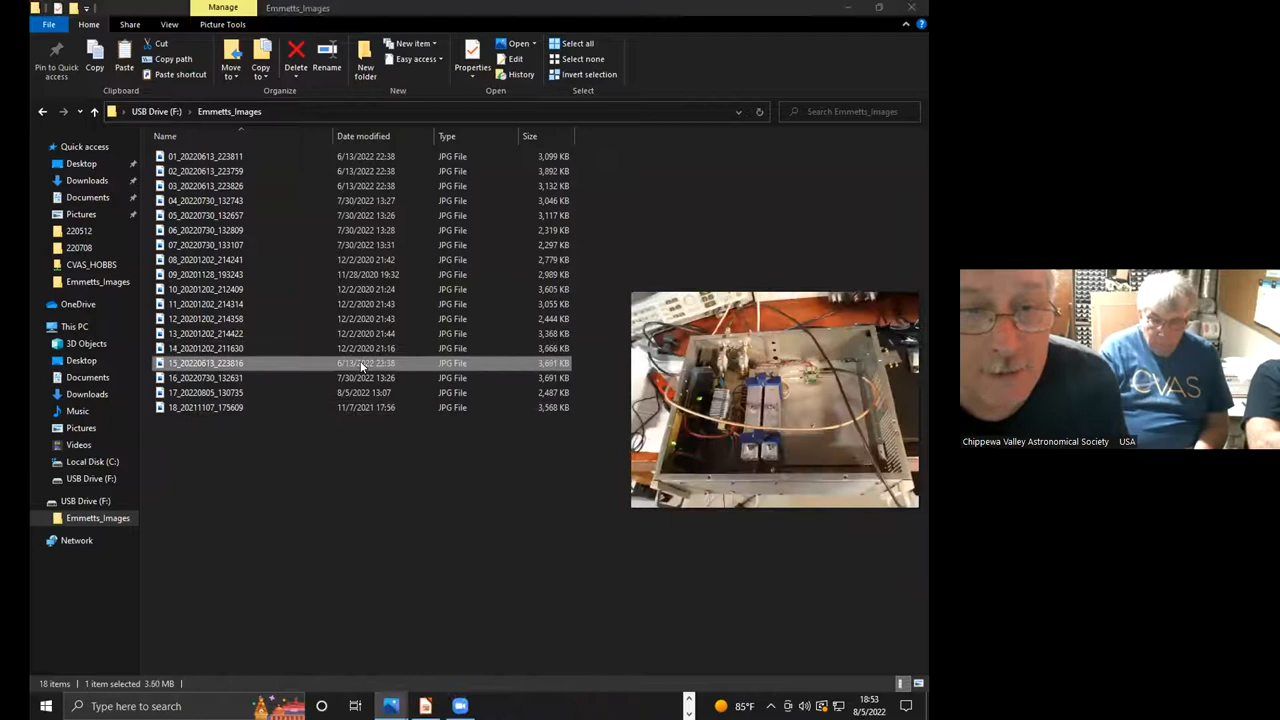 Manage Emmetts_Images
File Home Share View Picture Tools
Pin to Quick access
Copy
Paste
Cut
Copy path
Paste shortcut
Clipboard
Move to
Copy to
Delete
Rename
Organize
New folder
New item
Easy access
New
Properties
Open
Edit
History
Open
Select all
Select none
Invert selection
Select
USB Drive (F:) Emmetts_Images Search Emmetts_Images
Name Date modified Type Size
01_20220613_223811 6/13/2022 22:38 JPG File 3,099 KB
02_20220613_223759 6/13/2022 22:38 JPG File 3,892 KB
03_20220613_223826 6/13/2022 22:38 JPG File 3,132 KB
04_20220730_132743 7/30/2022 13:27 JPG File 3,046 KB
05_20220730_132657 7/30/2022 13:26 JPG File 3,117 KB
06_20220730_132809 7/30/2022 13:28 JPG File 2,319 KB
07_20220730_133107 7/30/2022 13:31 JPG File 2,297 KB
08_20201202_214241 12/2/2020 21:42 JPG File 2,779 KB
09_20201128_193243 11/28/2020 19:32 JPG File 2,989 KB
10_20201202_212409 12/2/2020 21:24 JPG File 3,605 KB
11_20201202_214314 12/2/2020 21:43 JPG File 3,055 KB
12_20201202_214358 12/2/2020 21:43 JPG File 2,444 KB
13_20201202_214422 12/2/2020 21:44 JPG File 3,368 KB
14_20201202_211630 12/2/2020 21:16 JPG File 3,666 KB
15_20220613_223816 6/13/2022 22:38 JPG File 3,691 KB
16_20220730_132631 7/30/2022 13:26 JPG File 3,691 KB
17_20220805_130735 8/5/2022 13:07 JPG File 2,487 KB
18_20211107_175609 11/7/2021 17:56 JPG File 3,568 KB
Quick access
Desktop
Downloads
Documents
Pictures
220512
220708
CVAS_HOBBS
Emmetts_Images
OneDrive
This PC
3D Objects
Desktop
Documents
Downloads
Music
Pictures
Videos
Local Disk (C:)
USB Drive (F:)
USB Drive (F:)
Emmetts_Images
Network
CVAS
Chippewa Valley Astronomical Society USA
18 items 1 item selected 3.60 MB
Type here to search
85°F
18:53
8/5/2022